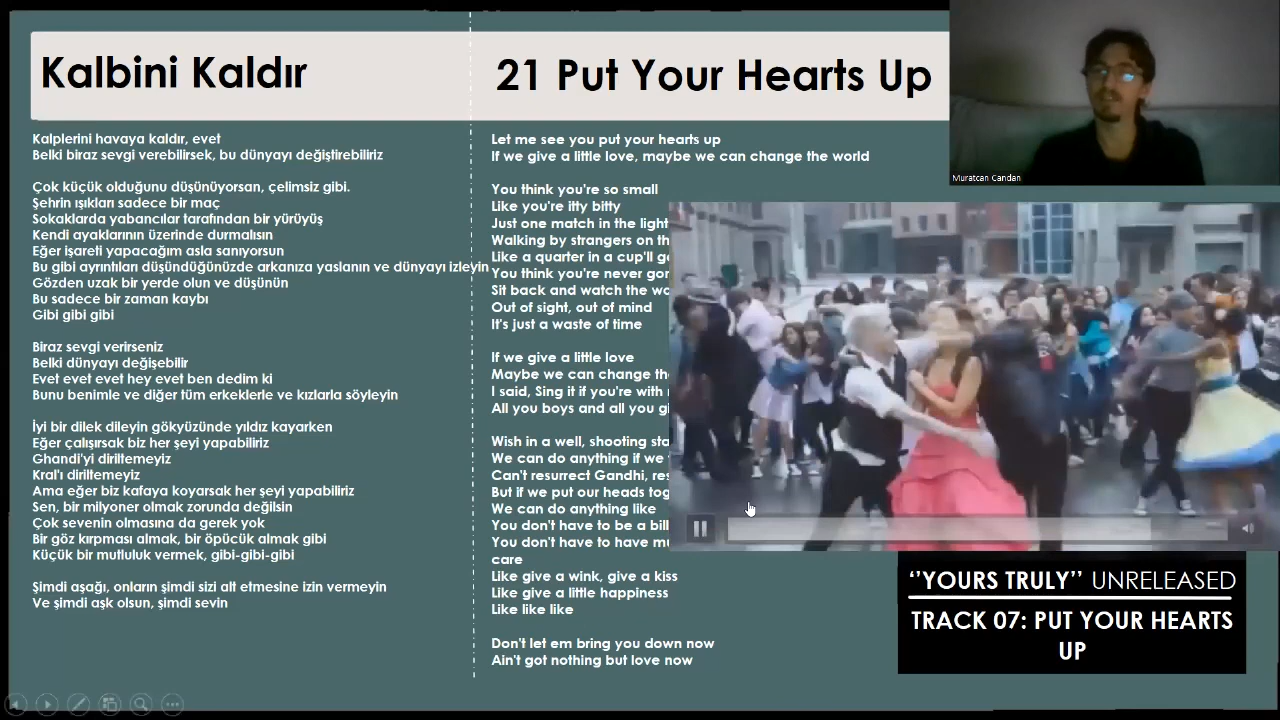 Kalbini Kaldır
Kalplerini havaya kaldır, evet
Belki biraz sevgi verebilirsek, bu dünyayı değiştirebiliriz
Çok küçük olduğunu düşünüyorsan, çelimsiz gibi.
Şehrin ışıkları sadece bir maç
Sokaklarda yabancılar tarafından bir yürüyüş
Kendi ayaklarının üzerinde durmalısın
Eğer işareti yapacağım asla sanıyorsun
Bu gibi ayrıntıları düşündüğünüzde arkanıza yaslanın ve dünyayı izleyin
Gözden uzak bir yerde olun ve düşünün
Bu sadece bir zaman kaybı
Gibi gibi gibi
Biraz sevgi verirseniz
Belki dünyayı değişebilir
Evet evet evet hey evet ben dedim ki
Bunu benimle ve diğer tüm erkeklerle ve kızlarla söyleyin
İyi bir dilek dileyin gökyüzünde yıldız kayarken
Eğer çalışırsak biz her şeyi yapabiliriz
Ghandi'yi diriltemeyiz
Kral'ı diriltemeyiz
Ama eğer biz kafaya koyarsak her şeyi yapabiliriz
Sen, bir milyoner olmak zorunda değilsin
Çok sevenin olmasına da gerek yok
Bir göz kırpması almak, bir öpücük almak gibi
Küçük bir mutluluk vermek, gibi-gibi-gibi
Şimdi aşağı, onların şimdi sizi alt etmesine izin vermeyin
Ve şimdi aşk olsun, şimdi sevin
21 Put Your Hearts Up
Let me see you put your hearts up
If we give a little love, maybe we can change the world
You think you're so small
Like you're itty bitty
Just one match in the light
Walking by strangers on th
Like a quarter in a cup'll ge
You think you're never gon
Sit back and watch the wo
Out of sight, out of mind
It's just a waste of time
If we give a little love
Maybe we can change the
I said, Sing it if you're with
All you boys and all you gi
Wish in a well, shooting sta
We can do anything if we
Can't resurrect Gandhi, res
But if we put our heads tog
We can do anything like
You don't have to be a bill
You don't have to have mu
care
Like give a wink, give a kiss
Like give a little happiness
Like like like
Don't let em bring you down now
Ain't got nothing but love now
Muratcan Candan
‘’YOURS TRULY’’ UNRELEASED
TRACK 07: PUT YOUR HEARTS
UP